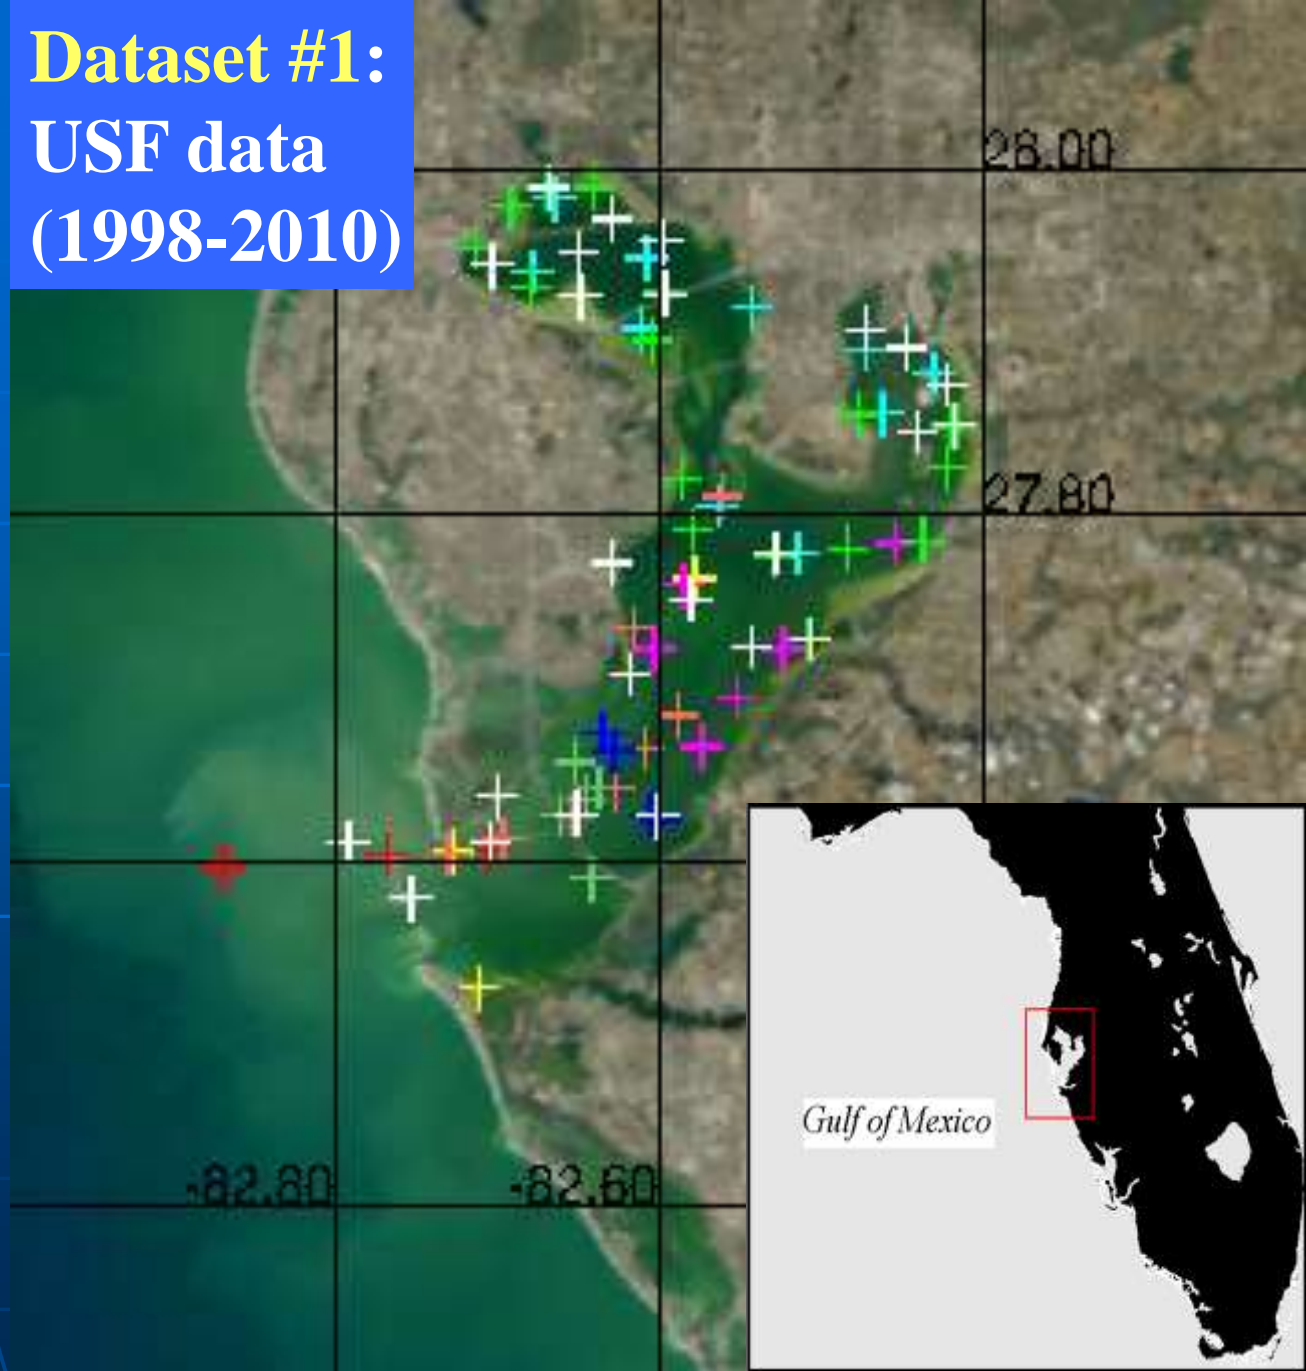 Dataset #1:
USF data
(1998-2010)
28.00
27.80
-82.80
-82.60
Gulf of Mexico